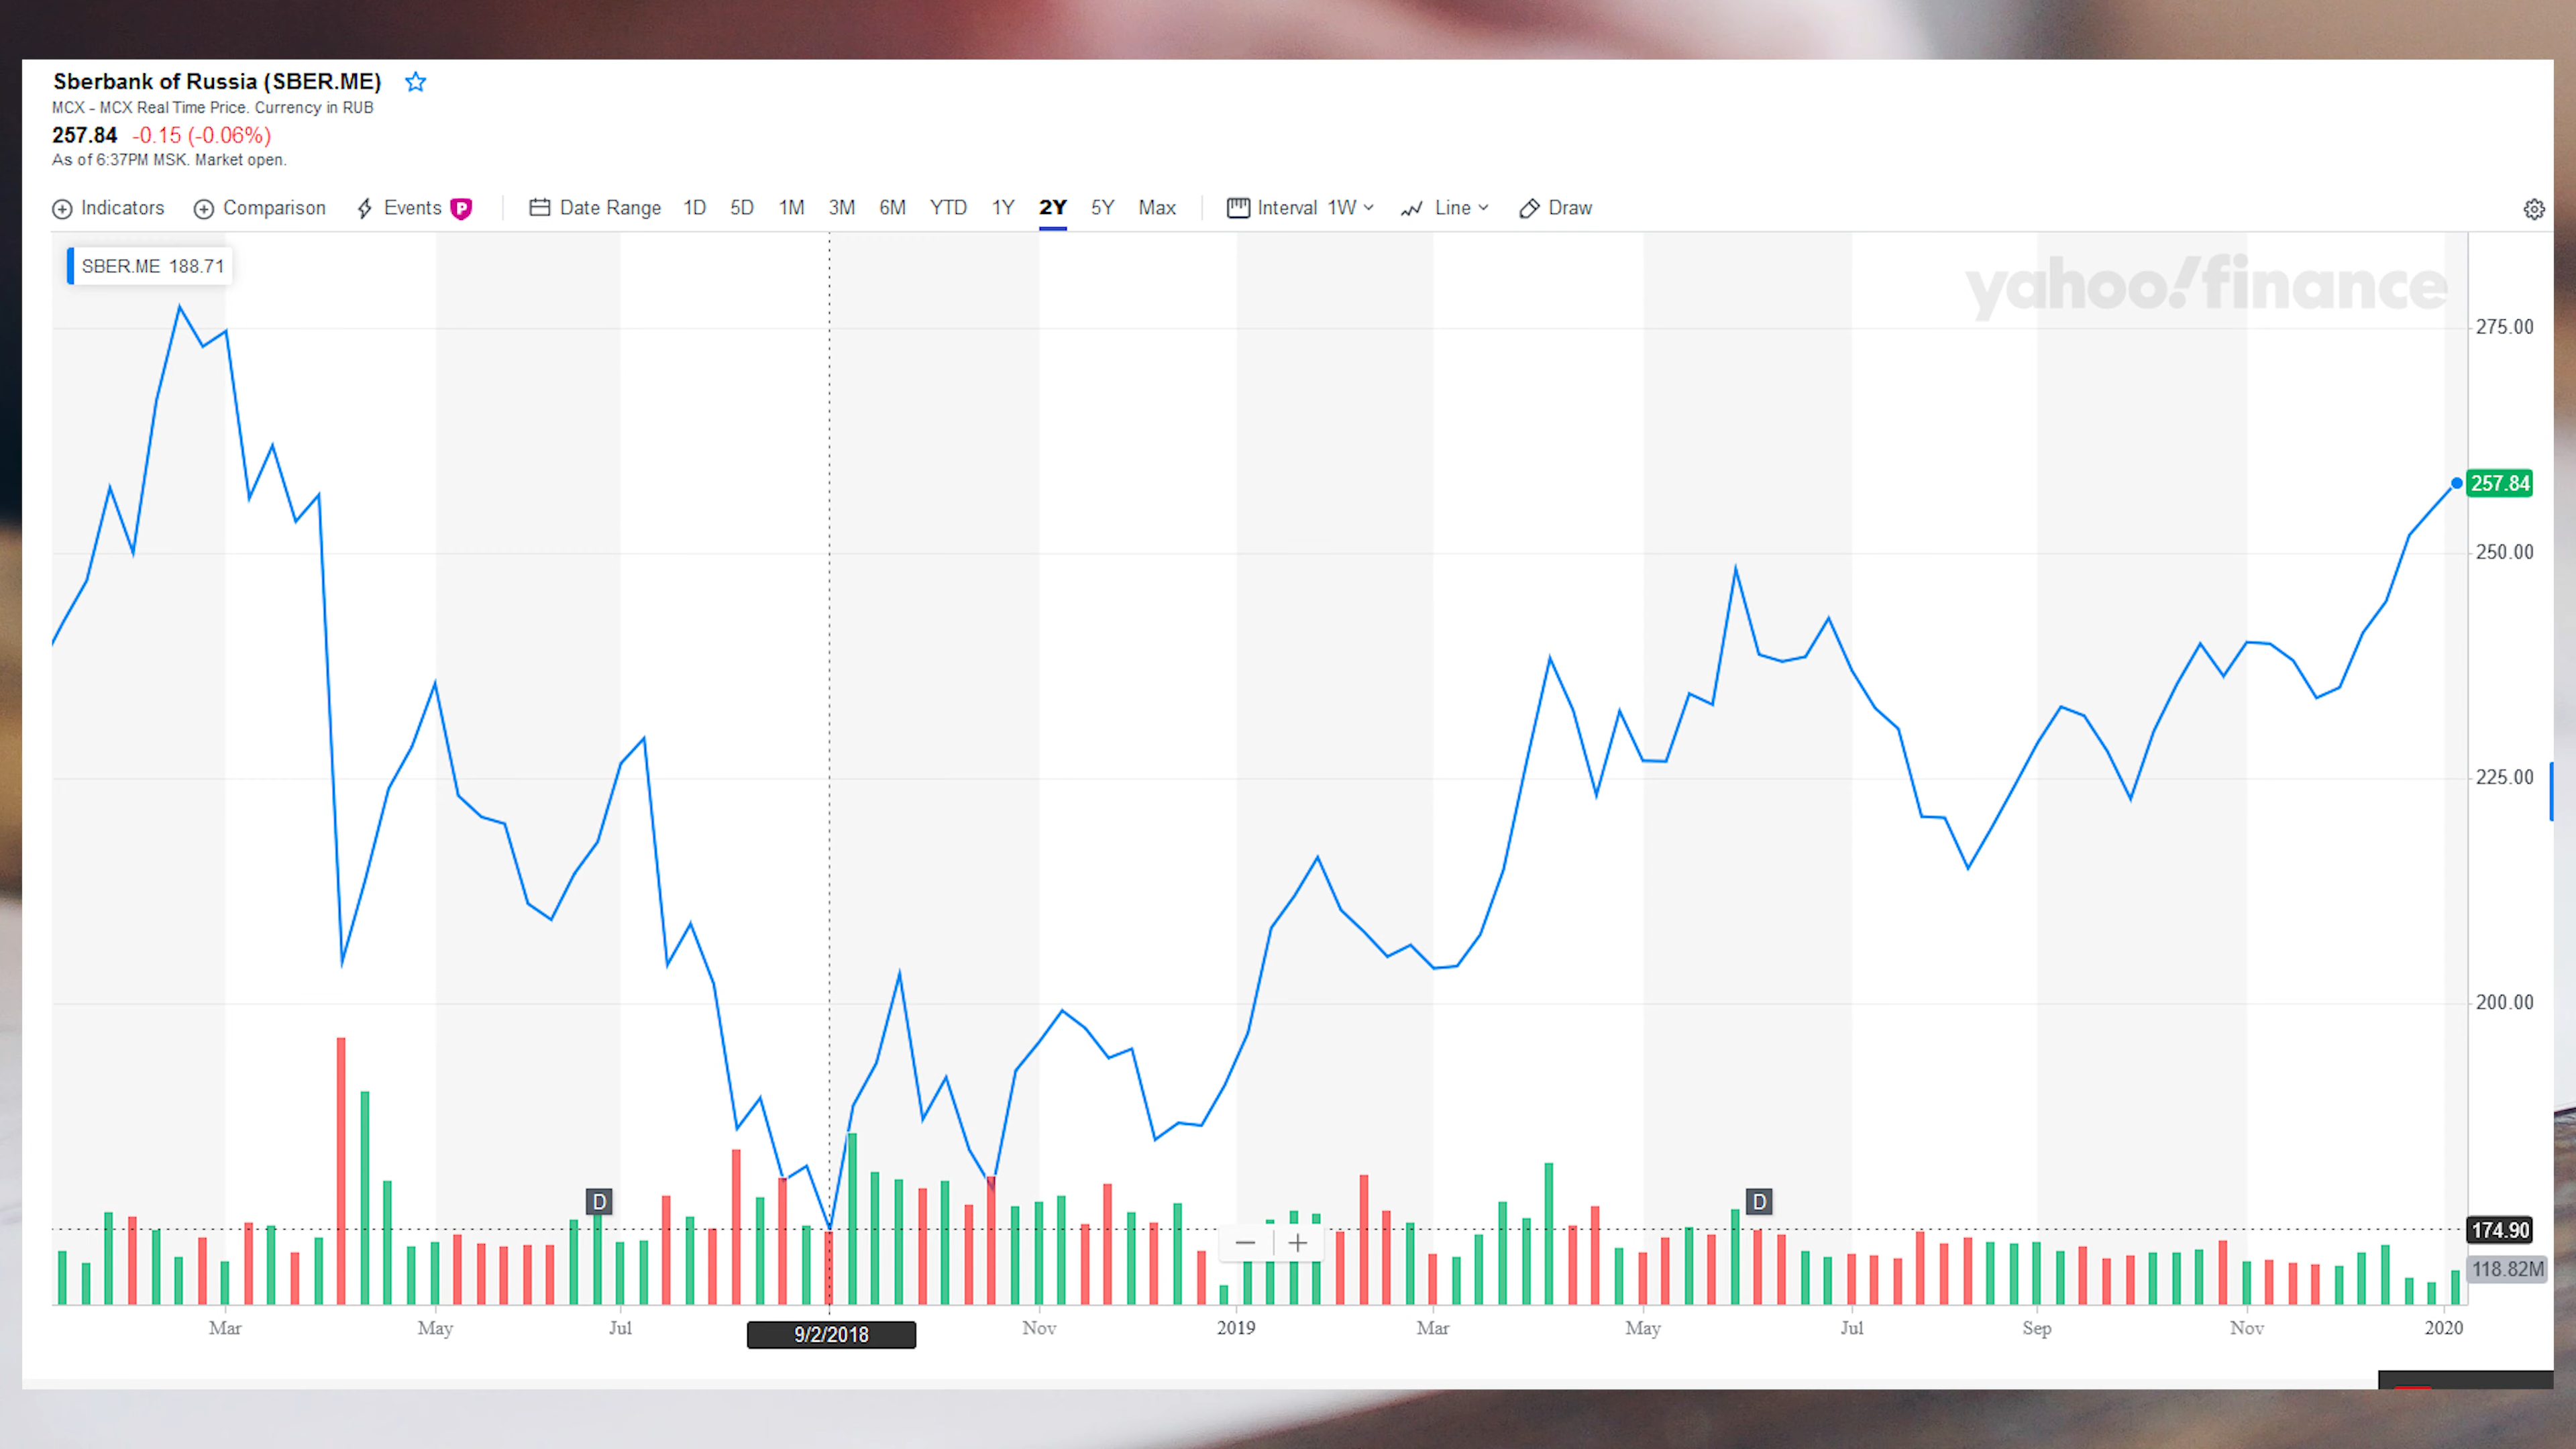 Sberbank of Russia (SBER.ME)
MCX - MCX Real Time Price. Currency in RUB
257.84 -0.15 (-0.06%)
As of 6:37PM MSK. Market open.
Indicators Comparison Events P Date Range 1D 5D 1M 3M 6M YTD 1Y 2Y 5Y Max Interval 1W Line Draw
SBER.ME 188.71
yahoo!finance
275.00
257.84
250.00
225.00
200.00
D D
174.90
118.82M
Mar May Jul 9/2/2018 Nov 2019 Mar May Jul Sep Nov 2020